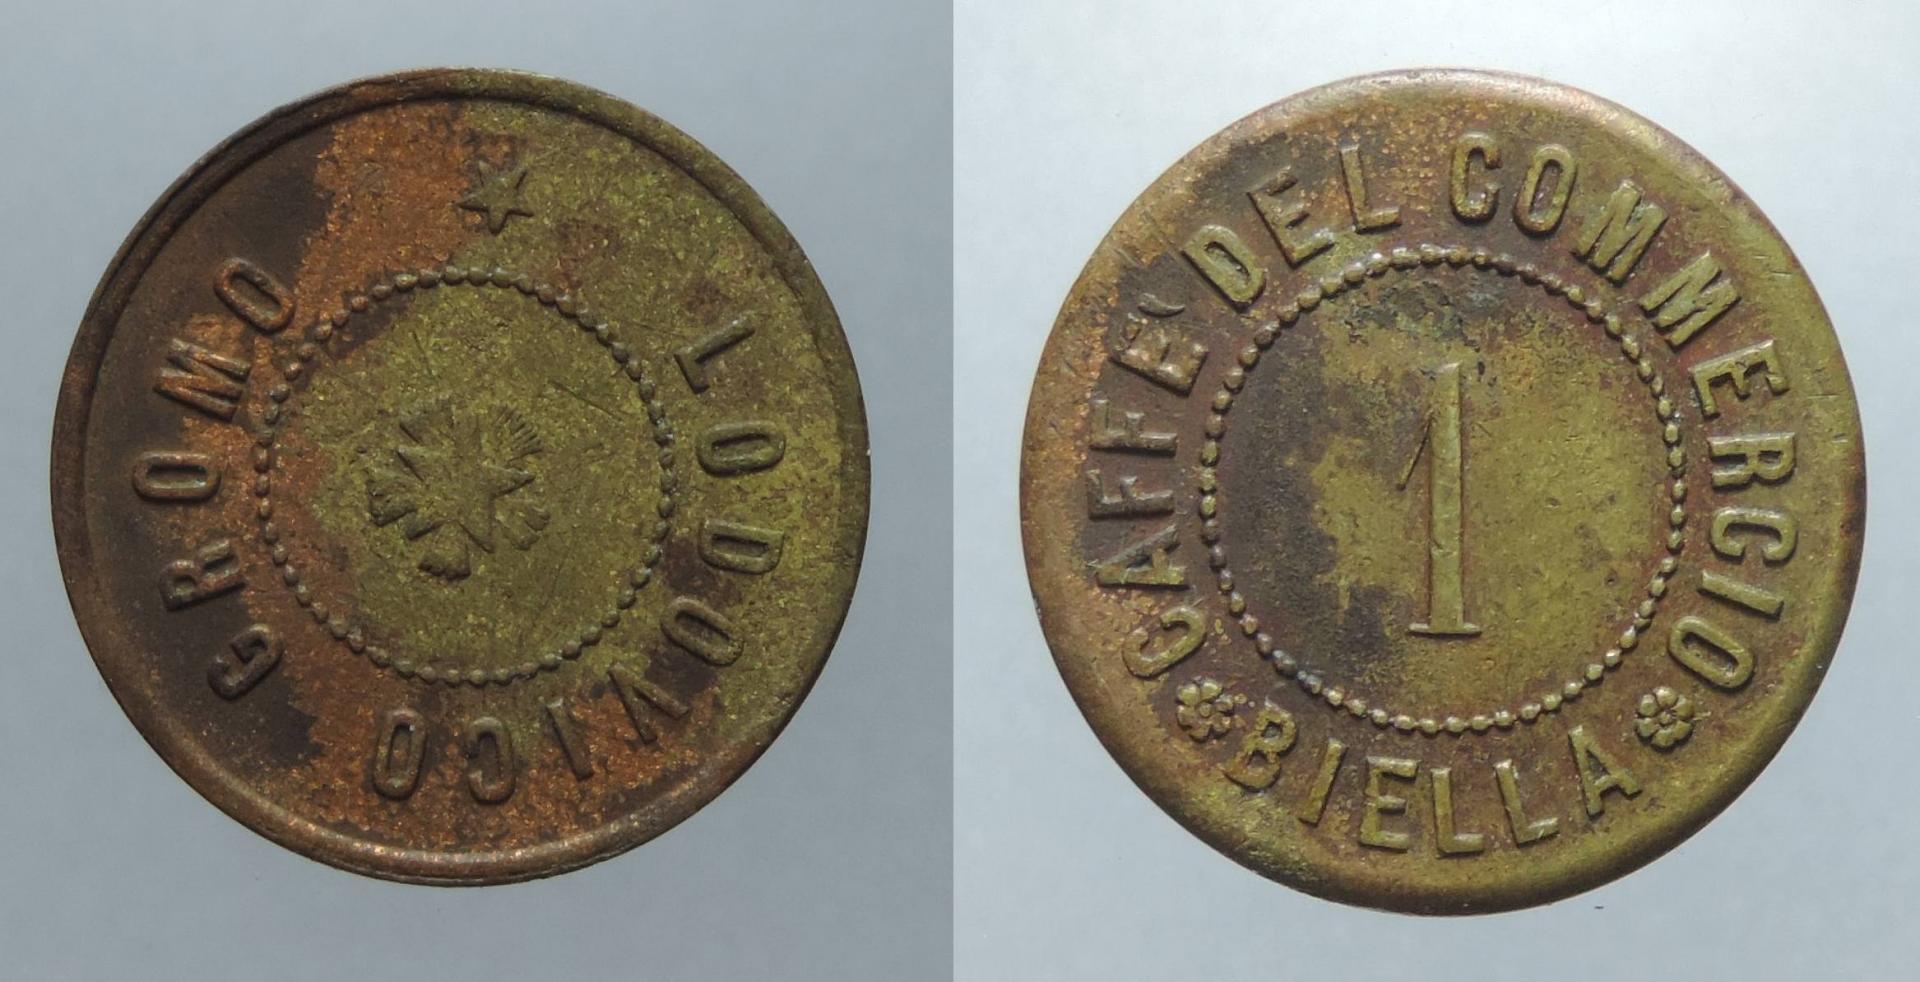 LODOVICO GROMO
CAFFE' DEL COMMERCIO
1
BIELLA